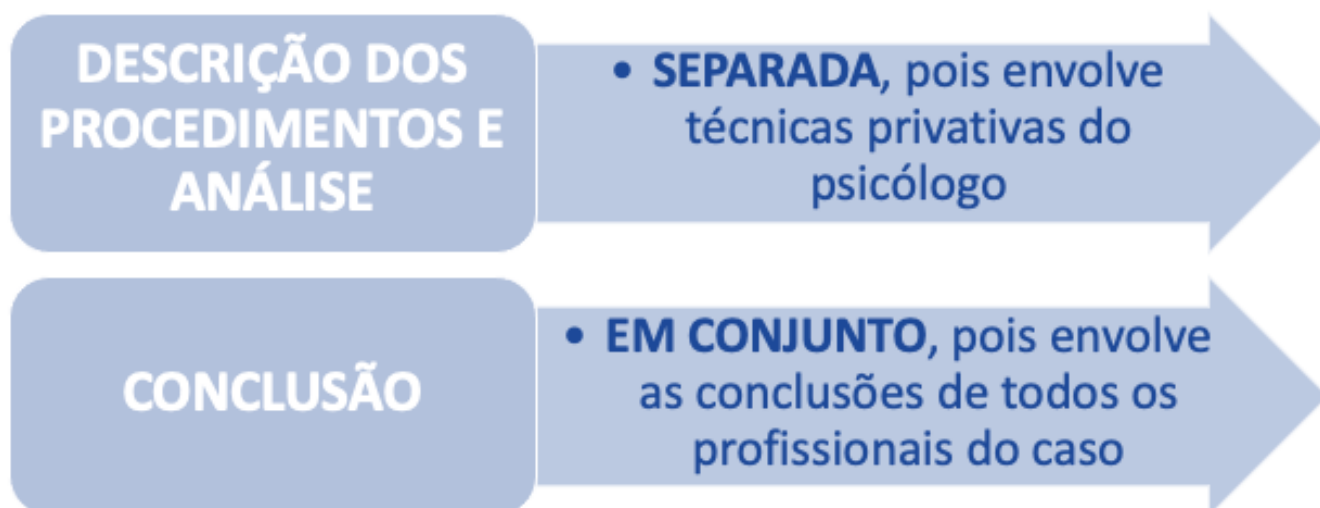 DESCRIÇÃO DOS
PROCEDIMENTOS E
ANÁLISE
• SEPARADA, pois envolve
técnicas privativas do
psicólogo
CONCLUSÃO
• EM CONJUNTO, pois envolve
as conclusões de todos os
profissionais do caso